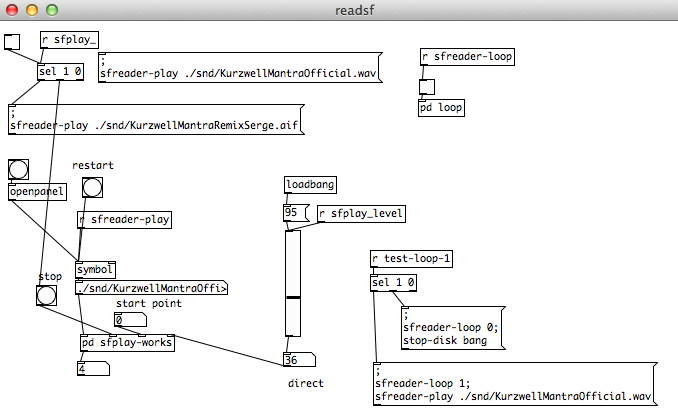 readsf
r sfplay_
;
sfreader-play ./snd/KurzwellMantraOfficial.wav
r sfreader-loop
sel 1 0
pd loop
;
sfreader-play ./snd/KurzwellMantraRemixSerge.aif
restart
openpanel
loadbang
95
r sfplay_level
r sfreader-play
symbol
./snd/KurzwellMantraOffi>
stop
start point
0
pd sfplay-works
4
36
direct
r test-loop-1
sel 1 0
;
sfreader-loop 0;
stop-disk bang
;
sfreader-loop 1;
sfreader-play ./snd/KurzwellMantraOfficial.wav